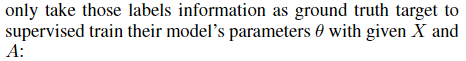 only take those labels information as ground truth target to
supervised train their model's parameters θ with given X and
A: